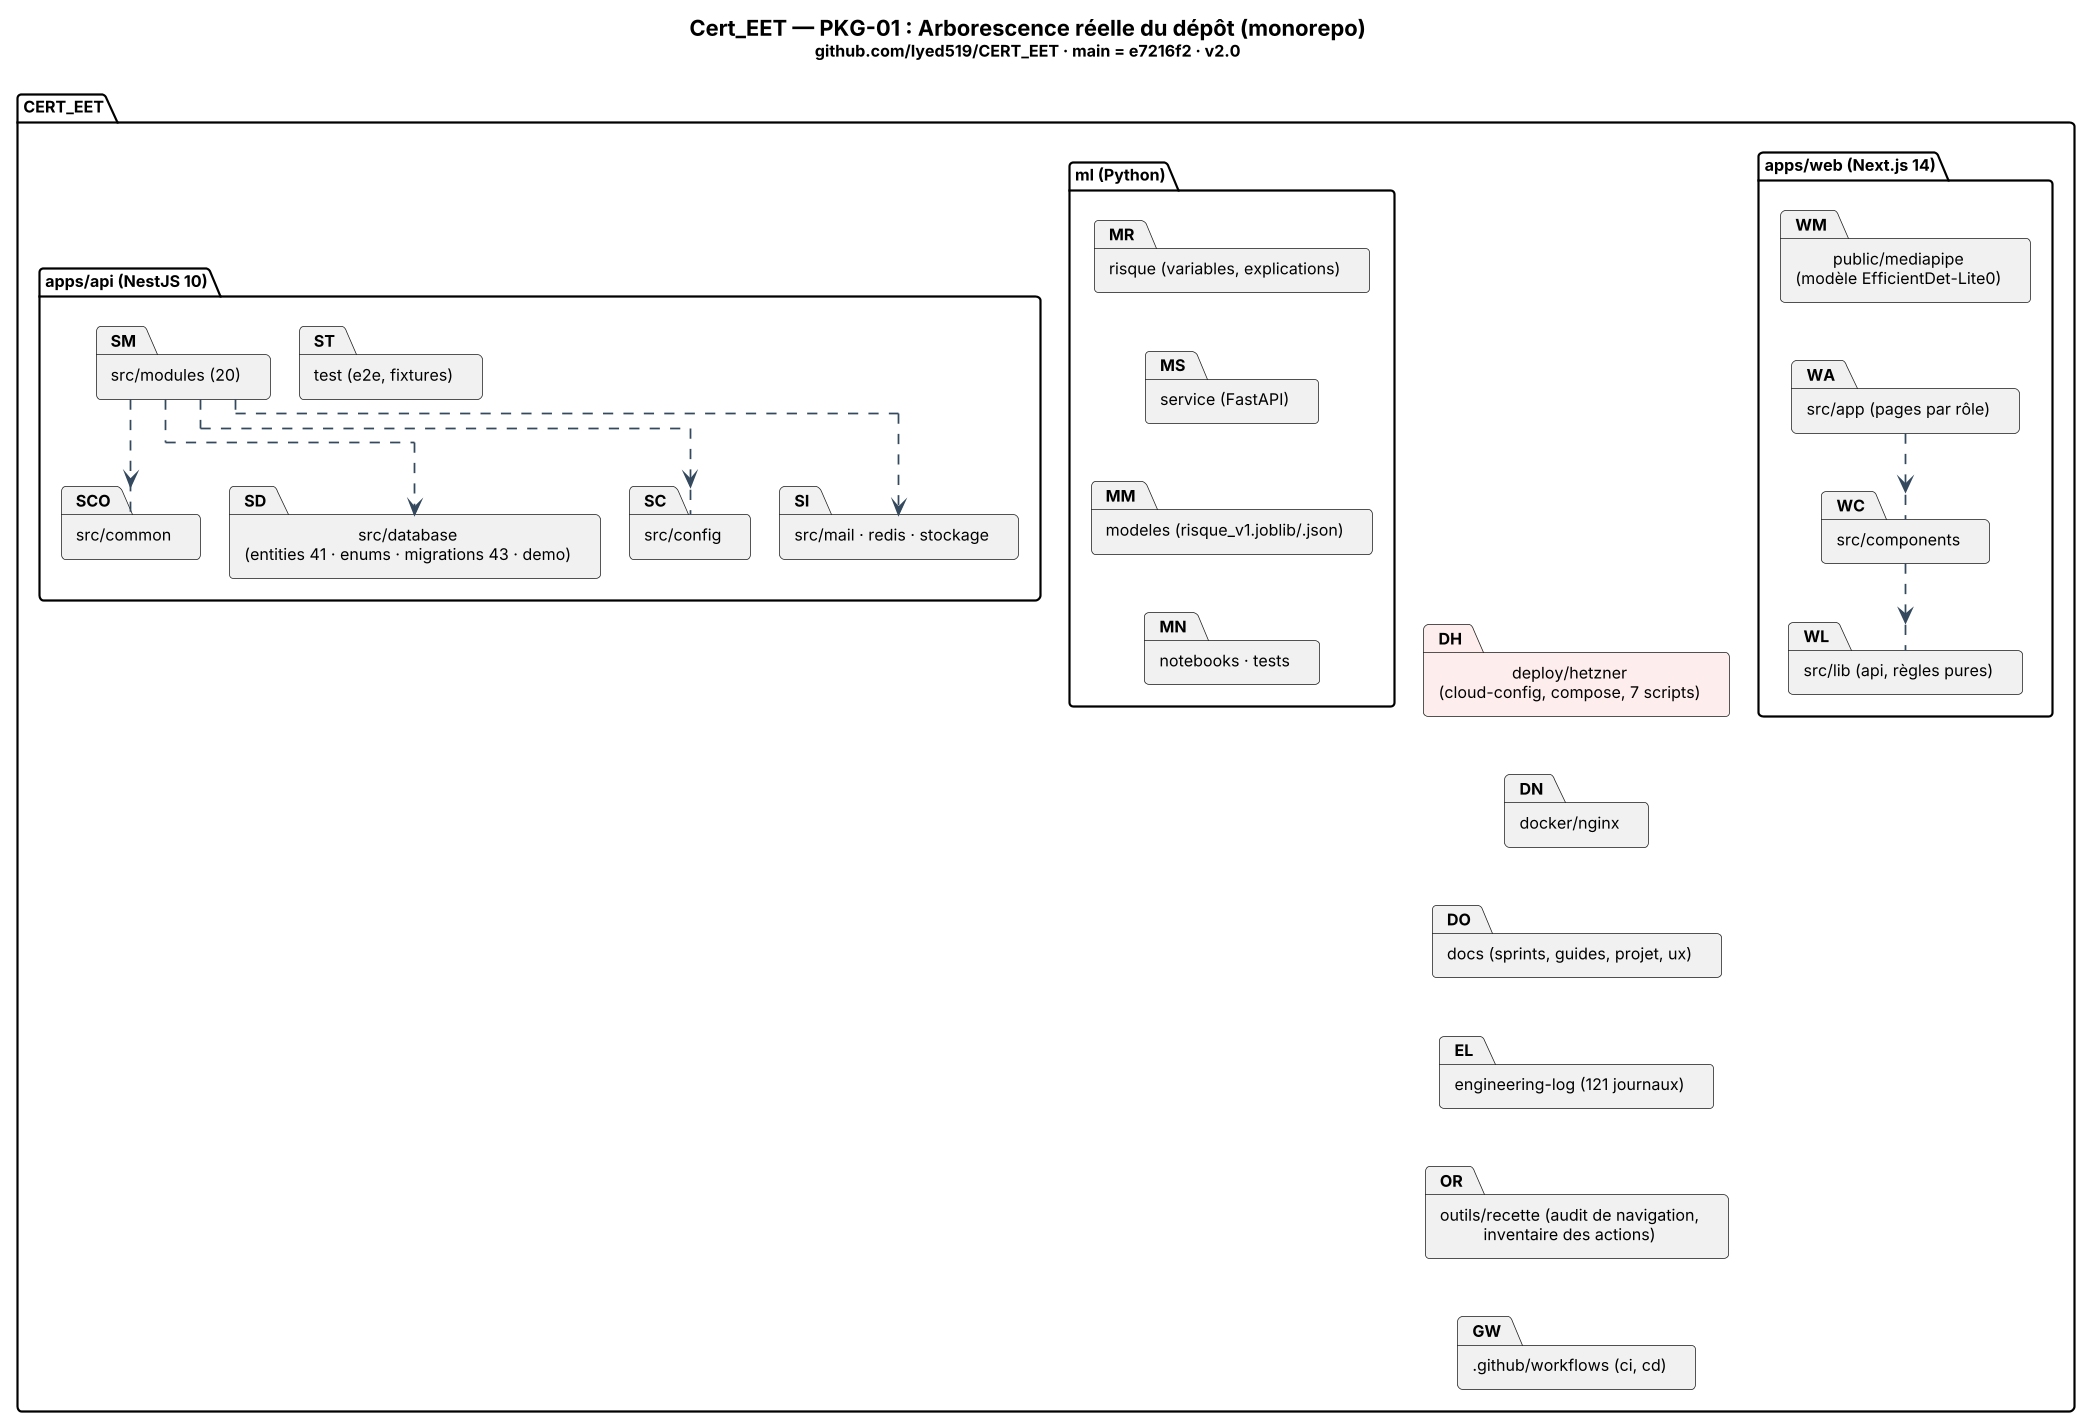 Cert_EET — PKG-01 : Arborescence réelle du dépôt (monorepo)
github.com/Iyed519/CERT_EET · main = e7216f2 · v2.0
CERT_EET
apps/api (NestJS 10)
SM
src/modules (20)
ST
test (e2e, fixtures)
SCO
src/common
SD
src/database
(entities 41 · enums · migrations 43 · demo)
SC
src/config
SI
src/mail · redis · stockage
ml (Python)
MR
risque (variables, explications)
MS
service (FastAPI)
MM
modeles (risque_v1.joblib/.json)
MN
notebooks · tests
apps/web (Next.js 14)
WM
public/mediapipe
(modèle EfficientDet-Lite0)
WA
src/app (pages par rôle)
WC
src/components
WL
src/lib (api, règles pures)
DH
deploy/hetzner
(cloud-config, compose, 7 scripts)
DN
docker/nginx
DO
docs (sprints, guides, projet, ux)
EL
engineering-log (121 journaux)
OR
outils/recette (audit de navigation,
inventaire des actions)
GW
.github/workflows (ci, cd)